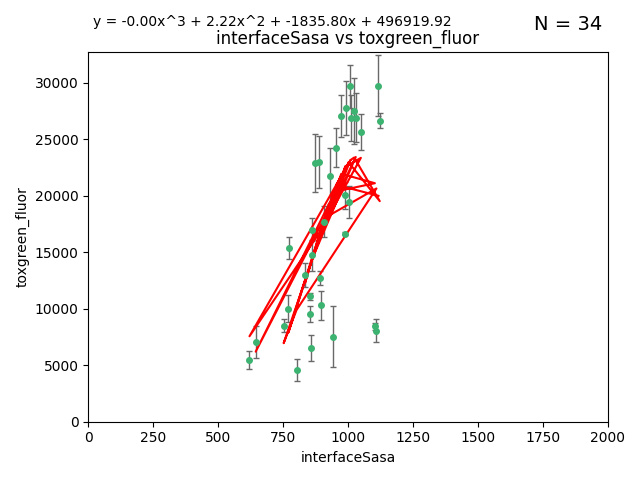 y = -0.00x^3 + 2.22x^2 + -1835.80x + 496919.92
N = 34
interfaceSasa vs toxgreen_fluor
30000
25000
20000
15000
10000
5000
0
toxgreen_fluor
0 250 500 750 1000 1250 1500 1750 2000
interfaceSasa